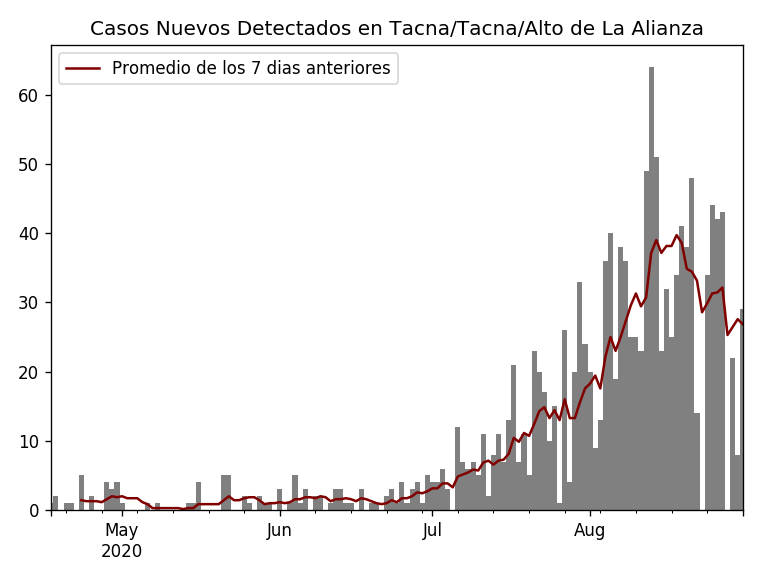 Casos Nuevos Detectados en Tacna/Tacna/Alto de La Alianza
Promedio de los 7 dias anteriores
60
50
40
30
20
10
0
May Jun Jul Aug
2020